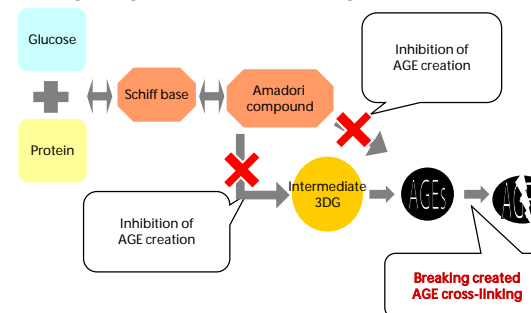 Glucose
Protein
Schiff base
Amadori
compound
Inhibition of
AGE creation
Inhibition of
AGE creation
Intermediate
3DG
AGEs
Breaking created
AGE cross-linking